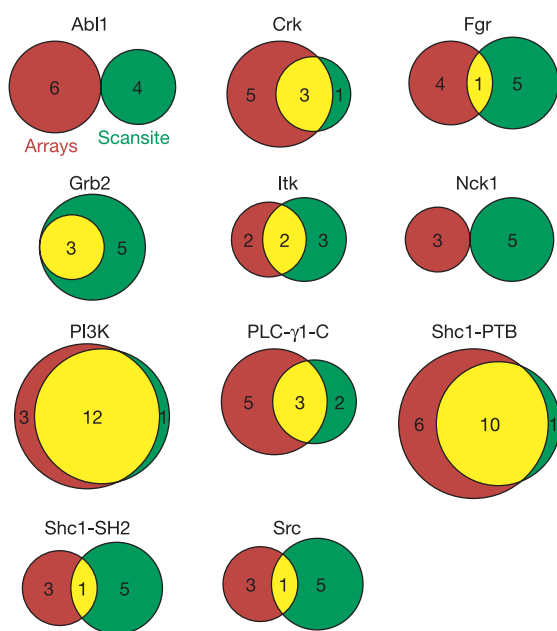 Abl1 Crk Fgr
6 4 5 3 1 4 1 5
Arrays Scansite
Grb2 Itk Nck1
3 5 2 2 3 3 5
PI3K PLC-γ1-C Shc1-PTB
3 12 1 5 3 2 6 10 1
Shc1-SH2 Src
3 1 5 3 1 5